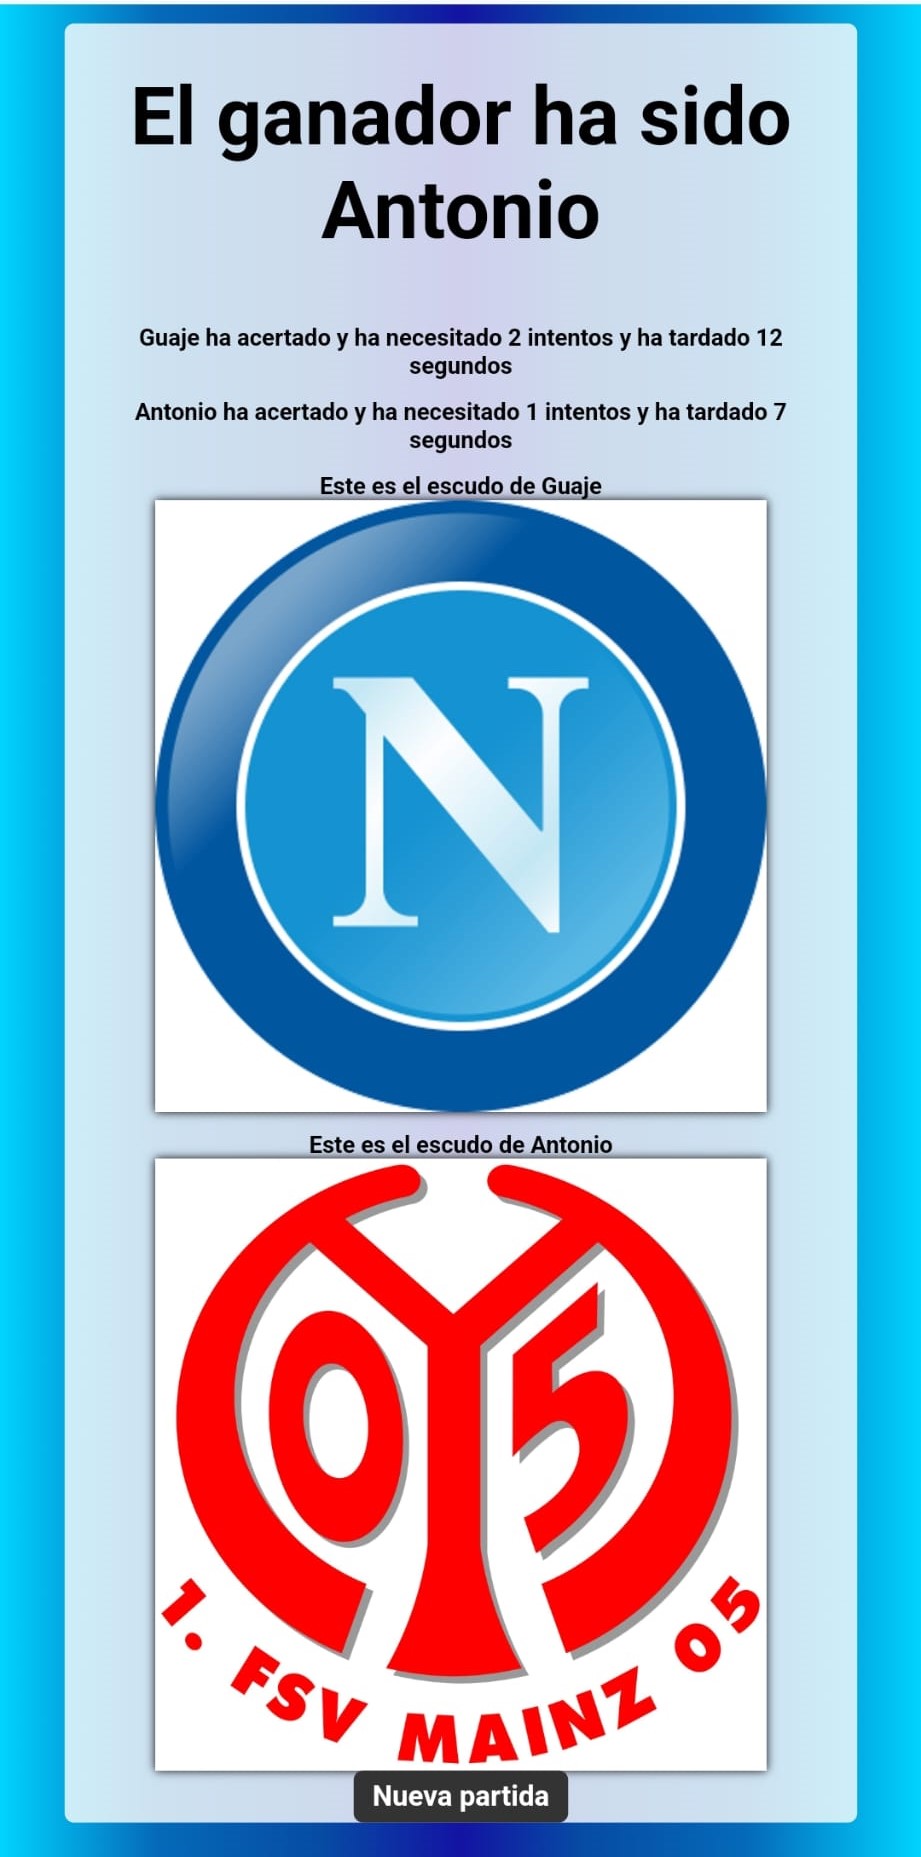 El ganador ha sido
Antonio
Guaje ha acertado y ha necesitado 2 intentos y ha tardado 12
segundos
Antonio ha acertado y ha necesitado 1 intentos y ha tardado 7
segundos
Este es el escudo de Guaje
N
Este es el escudo de Antonio
05
1. FSV MAINZ 05
Nueva partida